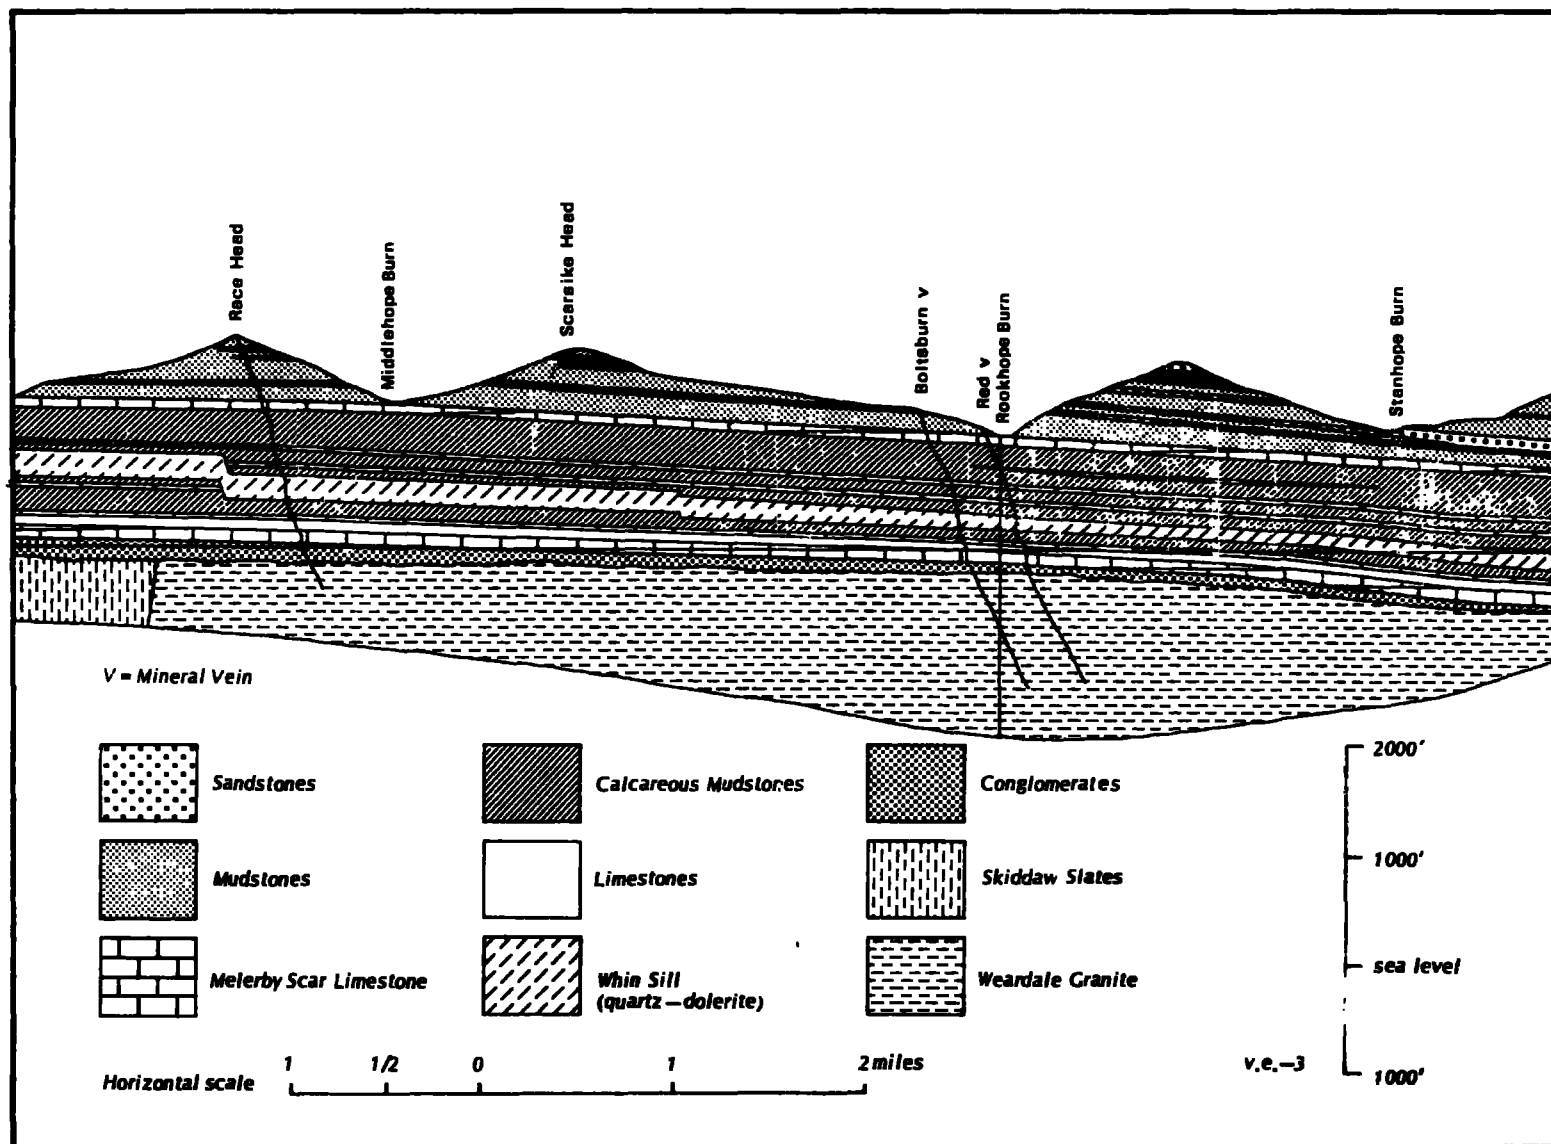 Race Head
Middlehope Burn
Scarsike Head
Boltsburn v
Red v
Rookhope Burn
Stanhope Burn
V = Mineral Vein
Sandstones
Calcareous Mudstones
Conglomerates
Mudstones
Limestones
Skiddaw Slates
Melerby Scar Limestone
Whin Sill
(quartz–dolerite)
Weardale Granite
2000'
1000'
sea level
1000'
Horizontal scale
1 1/2 0 1 2 miles
v.e.–3